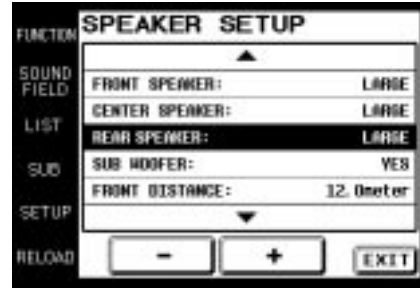 SPEAKER SETUP
FUNCTION
SOUND FIELD
LIST
SUB
SETUP
RELOAD
FRONT SPEAKER: LARGE
CENTER SPEAKER: LARGE
REAR SPEAKER: LARGE
SUB WOOFER: YES
FRONT DISTANCE: 12.0meter
- + EXIT